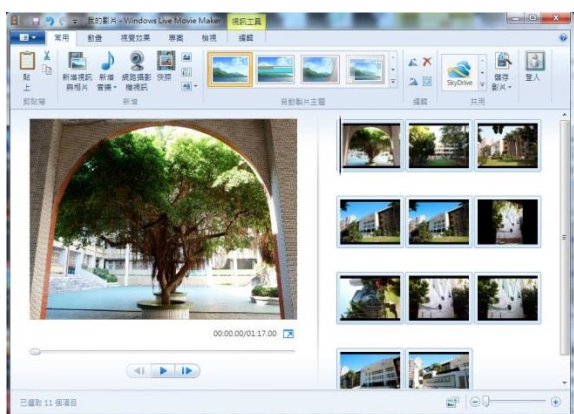 我的影片 - Windows Live Movie Maker 視訊工具
常用 動畫 視覺效果 專案 檢視 編輯
貼上
新增視訊與相片
新增音樂
網路攝影機視訊
快照
SkyDrive
儲存影片
登入
剪貼簿 新增 自動製片主題 編輯 共用
00:00.00/01:17.00
已選取 11 個項目